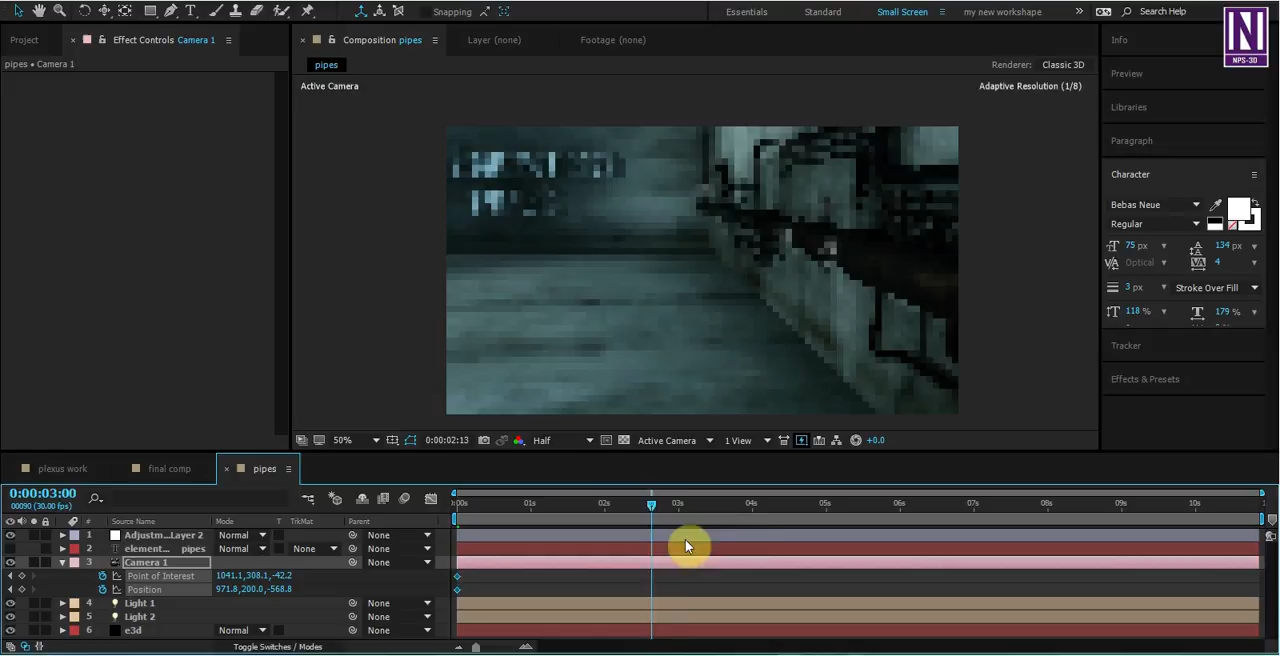 Snapping
Essentials
Standard
Small Screen
my new workshape
Search Help
N
NPS-3D
Project
Effect Controls Camera 1
Composition pipes
Layer (none)
Footage (none)
Info
pipes • Camera 1
pipes
Renderer: Classic 3D
Preview
Active Camera
Adaptive Resolution (1/8)
Libraries
Paragraph
Character
Bebas Neue
Regular
75 px
134 px
Optical
4
3 px
Stroke Over Fill
118 %
179 %
Tracker
Effects & Presets
50%
0:00:02:13
Half
Active Camera
1 View
+0.0
plexus work
final comp
pipes
0:00:03:00
00090 (30.00 fps)
:00s
01s
02s
03s
04s
05s
06s
07s
08s
09s
10s
#
Source Name
Mode
T TrkMat
Parent
1
Adjustm...Layer 2
Normal
None
2
T
element... pipes
Normal
None
None
3
Camera 1
None
Point of Interest
1041.1,308.1,-42.2
Position
971.8,200.0,-568.8
4
Light 1
None
5
Light 2
None
6
e3d
Normal
None
Toggle Switches / Modes